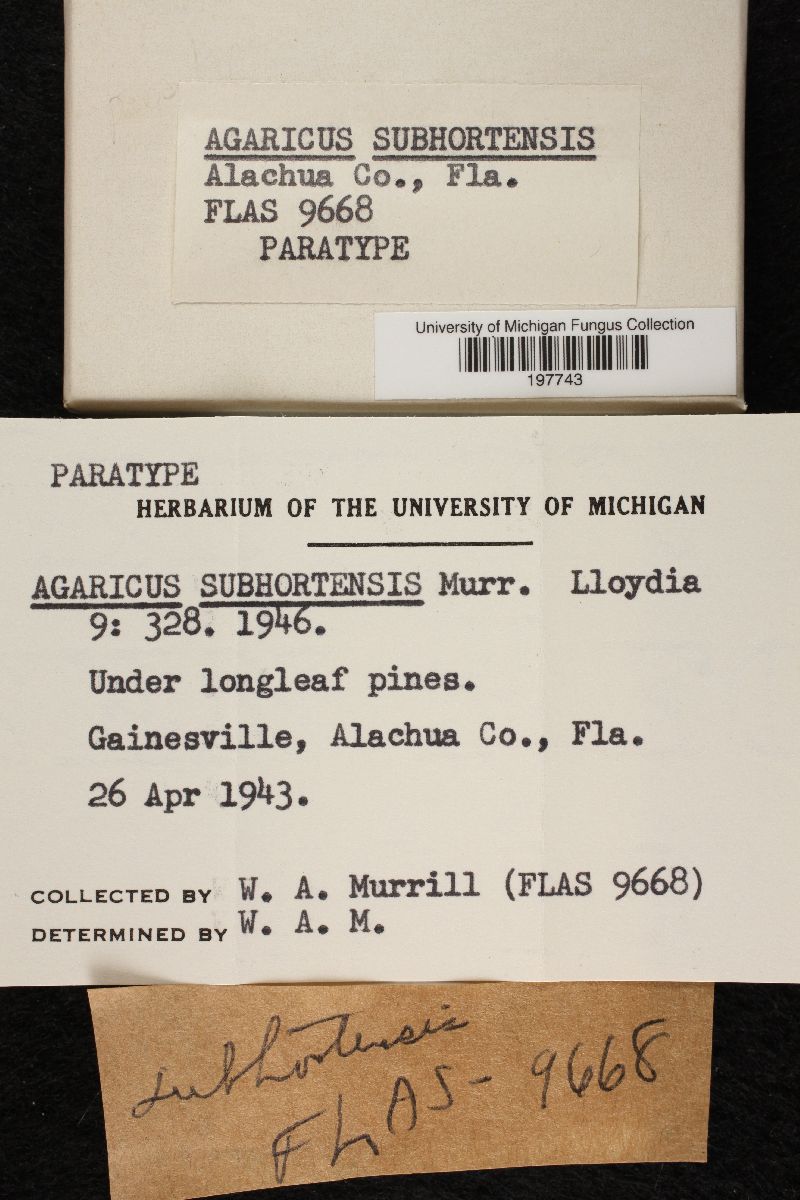 AGARICUS SUBHORTENSIS
Alachua Co., Fla.
FLAS 9668
PARATYPE
University of Michigan Fungus Collection
197743
PARATYPE
HERBARIUM OF THE UNIVERSITY OF MICHIGAN
AGARICUS SUBHORTENSIS Murr. Lloydia
9: 328. 1946.
Under longleaf pines.
Gainesville, Alachua Co., Fla.
26 Apr 1943.
COLLECTED BY W. A. Murrill (FLAS 9668)
DETERMINED BY W. A. M.
subhortensis
FLAS-9668